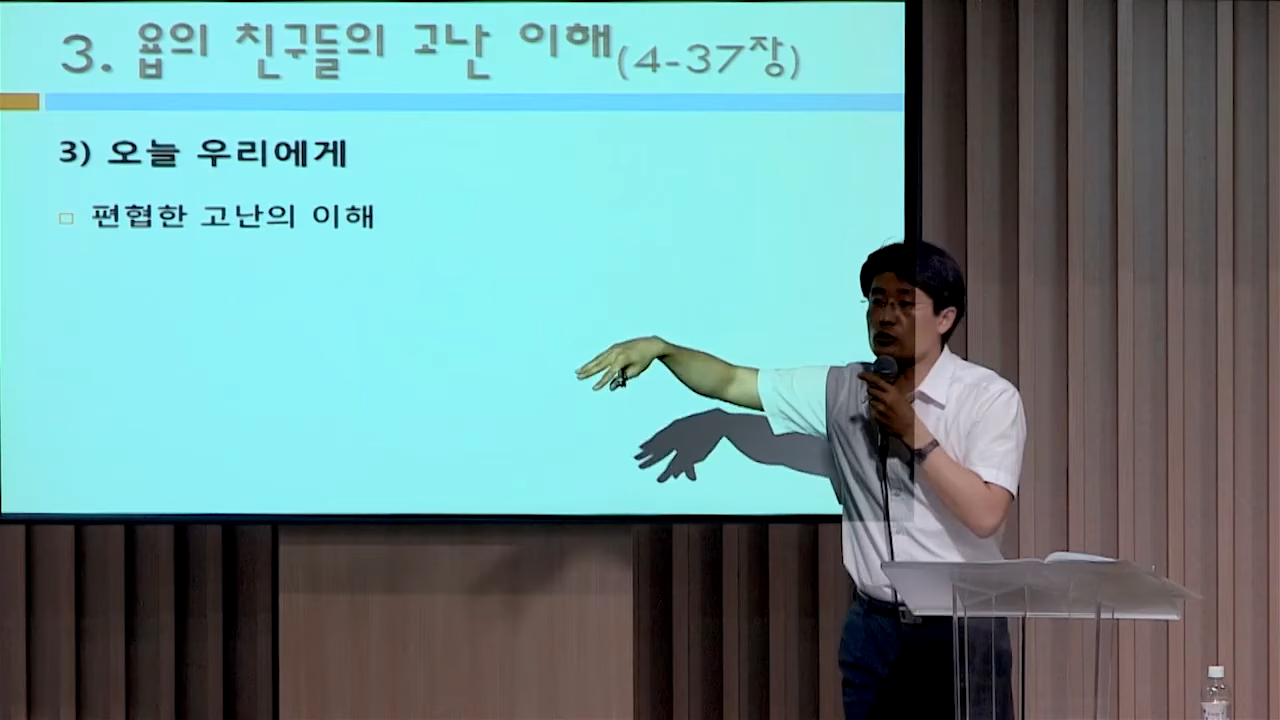 3. 욥의 친구들의 고난 이해(4-37장)
3) 오늘 우리에게
편협한 고난의 이해